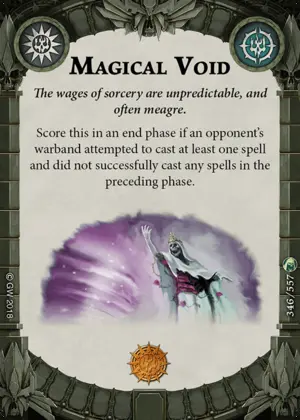 Magical Void
The wages of sorcery are unpredictable, and
often meagre.
Score this in an end phase if an opponent's
warband attempted to cast at least one spell
and did not successfully cast any spells in the
preceding phase.
© GW 2018
346/557